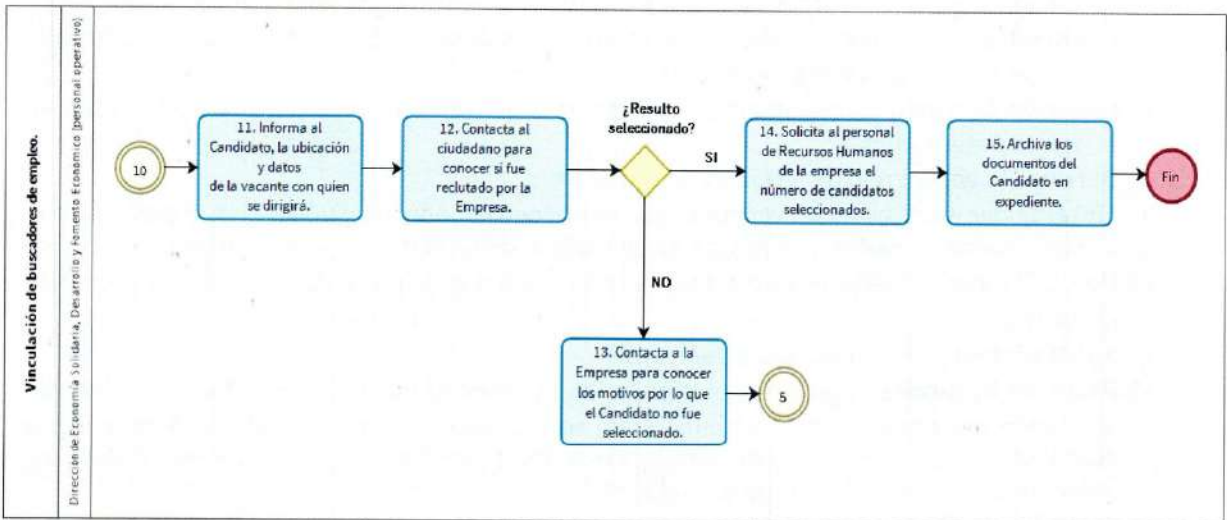 Vinculación de buscadores de empleo.
Dirección de Economía Solidaria, Desarrollo y Fomento Económico (personal operativo)
10
11. Informa al
Candidato, la ubicación
y datos
de la vacante con quien
se dirigirá.
12. Contacta al
ciudadano para
conocer si fue
reclutado por la
Empresa.
¿Resulto
seleccionado?
SI
14. Solicita al personal
de Recursos Humanos
de la empresa el
número de candidatos
seleccionados.
15. Archiva los
documentos del
Candidato en
expediente.
Fin
NO
13. Contacta a la
Empresa para conocer
los motivos por lo que
el Candidato no fue
seleccionado.
5